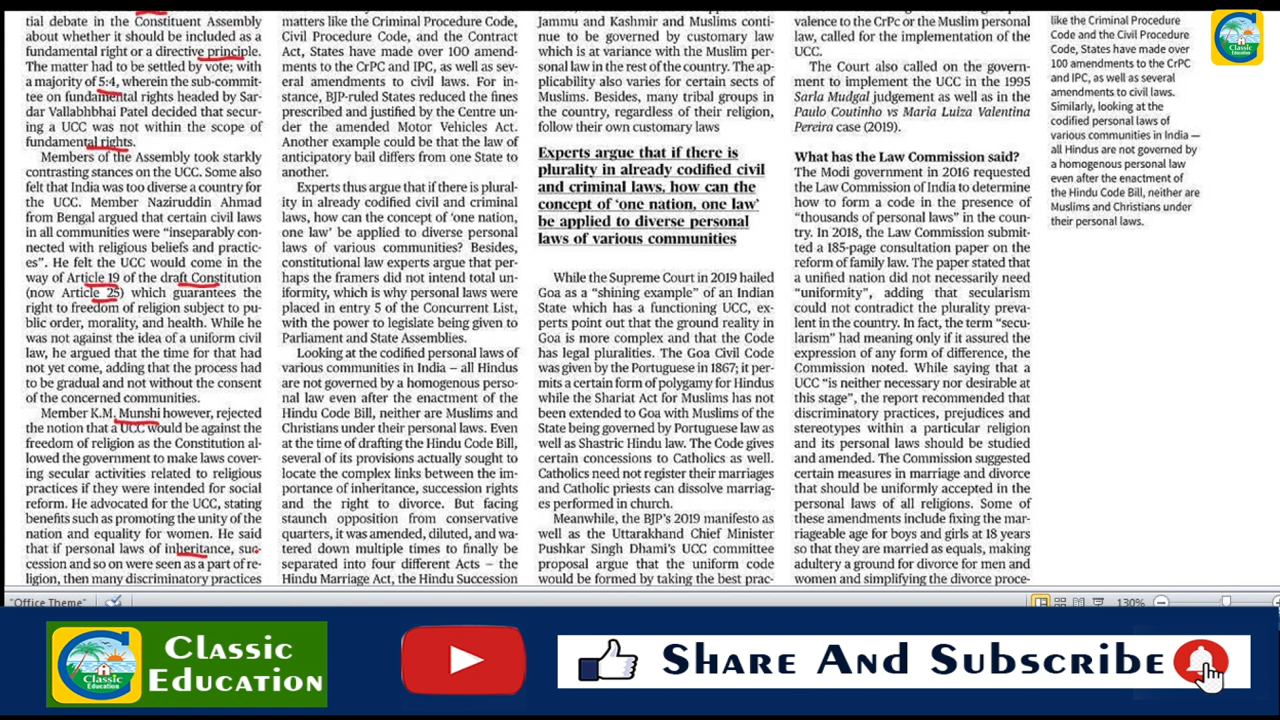 tial debate in the Constituent Assembly
about whether it should be included as a
fundamental right or a directive principle.
The matter had to be settled by vote; with
a majority of 5:4, wherein the sub-commit-
tee on fundamental rights headed by Sar-
dar Vallabhbhai Patel decided that secur-
ing a UCC was not within the scope of
fundamental rights.
Members of the Assembly took starkly
contrasting stances on the UCC. Some also
felt that India was too diverse a country for
the UCC. Member Naziruddin Ahmad
from Bengal argued that certain civil laws
in all communities were “inseparably con-
nected with religious beliefs and practic-
es”. He felt the UCC would come in the
way of Article 19 of the draft Constitution
(now Article 25) which guarantees the
right to freedom of religion subject to pu-
blic order, morality, and health. While he
was not against the idea of a uniform civil
law, he argued that the time for that had
not yet come, adding that the process had
to be gradual and not without the consent
of the concerned communities.
Member K.M. Munshi however, rejected
the notion that a UCC would be against the
freedom of religion as the Constitution al-
lowed the government to make laws cover-
ing secular activities related to religious
practices if they were intended for social
reform. He advocated for the UCC, stating
benefits such as promoting the unity of the
nation and equality for women. He said
that if personal laws of inheritance, suc-
cession and so on were seen as a part of re-
ligion, then many discriminatory practices
matters like the Criminal Procedure Code,
Civil Procedure Code, and the Contract
Act, States have made over 100 amend-
ments to the CrPC and IPC, as well as sev-
eral amendments to civil laws. For in-
stance, BJP-ruled States reduced the fines
prescribed and justified by the Centre un-
der the amended Motor Vehicles Act.
Another example could be that the law of
anticipatory bail differs from one State to
another.
Experts thus argue that if there is plural-
ity in already codified civil and criminal
laws, how can the concept of ‘one nation,
one law’ be applied to diverse personal
laws of various communities? Besides,
constitutional law experts argue that per-
haps the framers did not intend total un-
iformity, which is why personal laws were
placed in entry 5 of the Concurrent List,
with the power to legislate being given to
Parliament and State Assemblies.
Looking at the codified personal laws of
various communities in India – all Hindus
are not governed by a homogenous perso-
nal law even after the enactment of the
Hindu Code Bill, neither are Muslims and
Christians under their personal laws. Even
at the time of drafting the Hindu Code Bill,
several of its provisions actually sought to
locate the complex links between the im-
portance of inheritance, succession rights
and the right to divorce. But facing
staunch opposition from conservative
quarters, it was amended, diluted, and wa-
tered down multiple times to finally be
separated into four different Acts – the
Hindu Marriage Act, the Hindu Succession
Jammu and Kashmir and Muslims conti-
nue to be governed by customary law
which is at variance with the Muslim per-
sonal law in the rest of the country. The ap-
plicability also varies for certain sects of
Muslims. Besides, many tribal groups in
the country, regardless of their religion,
follow their own customary laws
Experts argue that if there is
plurality in already codified civil
and criminal laws, how can the
concept of ‘one nation, one law’
be applied to diverse personal
laws of various communities
While the Supreme Court in 2019 hailed
Goa as a “shining example” of an Indian
State which has a functioning UCC, ex-
perts point out that the ground reality in
Goa is more complex and that the Code
has legal pluralities. The Goa Civil Code
was given by the Portuguese in 1867; it per-
mits a certain form of polygamy for Hindus
while the Shariat Act for Muslims has not
been extended to Goa with Muslims of the
State being governed by Portuguese law as
well as Shastric Hindu law. The Code gives
certain concessions to Catholics as well.
Catholics need not register their marriages
and Catholic priests can dissolve marriag-
es performed in church.
Meanwhile, the BJP’s 2019 manifesto as
well as the Uttarakhand Chief Minister
Pushkar Singh Dhami’s UCC committee
proposal argue that the uniform code
would be formed by taking the best prac-
valence to the CrPC or the Muslim personal
law, called for the implementation of the
UCC.
The Court also called on the govern-
ment to implement the UCC in the 1995
Sarla Mudgal judgement as well as in the
Paulo Coutinho vs Maria Luiza Valentina
Pereira case (2019).
What has the Law Commission said?
The Modi government in 2016 requested
the Law Commission of India to determine
how to form a code in the presence of
“thousands of personal laws” in the coun-
try. In 2018, the Law Commission submit-
ted a 185-page consultation paper on the
reform of family law. The paper stated that
a unified nation did not necessarily need
“uniformity”, adding that secularism
could not contradict the plurality preva-
lent in the country. In fact, the term “secu-
larism” had meaning only if it assured the
expression of any form of difference, the
Commission noted. While saying that a
UCC “is neither necessary nor desirable at
this stage”, the report recommended that
discriminatory practices, prejudices and
stereotypes within a particular religion
and its personal laws should be studied
and amended. The Commission suggested
certain measures in marriage and divorce
that should be uniformly accepted in the
personal laws of all religions. Some of
these amendments include fixing the mar-
riageable age for boys and girls at 18 years
so that they are married as equals, making
adultery a ground for divorce for men and
women and simplifying the divorce proce-
like the Criminal Procedure
Code and the Civil Procedure
Code, States have made over
100 amendments to the CrPC
and IPC, as well as several
amendments to civil laws.
Similarly, looking at the
codified personal laws of
various communities in India —
all Hindus are not governed by
a homogenous personal law
even after the enactment of
the Hindu Code Bill, neither are
Muslims and Christians under
their personal laws.
Classic
Education
"Office Theme"
130%
Classic
Education
Classic
Education
Share And Subscribe